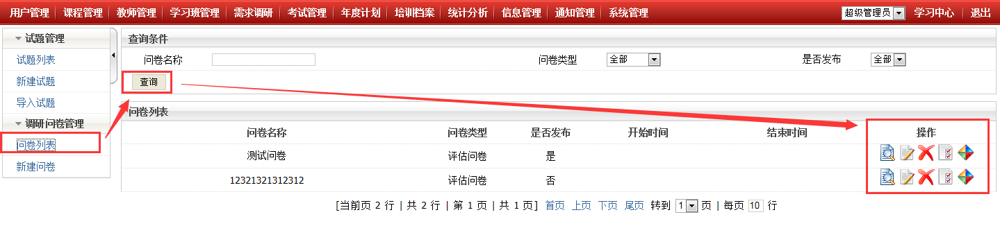 用户管理 课程管理 教师管理 学习班管理 需求调研 考试管理 年度计划 培训档案 统计分析 信息管理 通知管理 系统管理 超级管理员 学习中心 退出
试题管理
试题列表
新建试题
导入试题
调研问卷管理
问卷列表
新建问卷
查询条件
问卷名称 问卷类型 全部 是否发布 全部
查询
问卷列表
问卷名称 问卷类型 是否发布 开始时间 结束时间 操作
测试问卷 评估问卷 是
12321321312312 评估问卷 否
[当前页 2 行 | 共 2 行 | 第 1 页 | 共 1 页] 首页 上页 下页 尾页 转到 1 页 | 每页 10 行